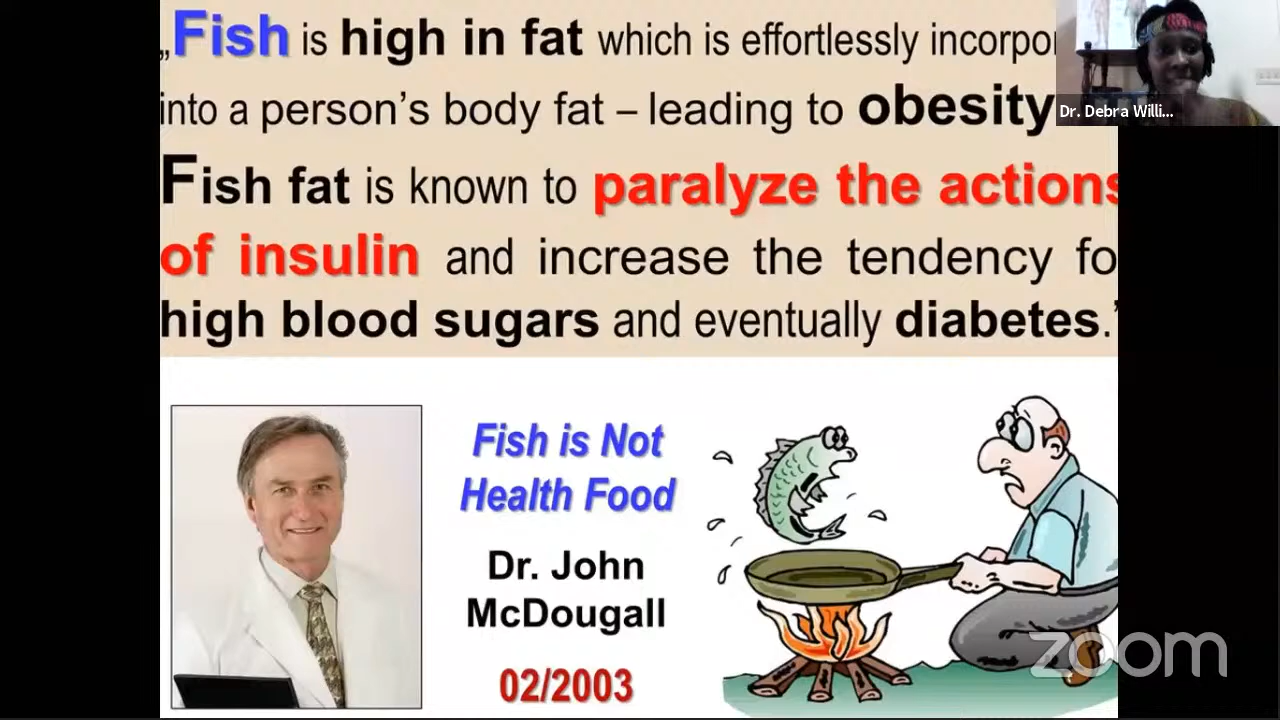 „Fish is high in fat which is effortlessly
into a person's body fat – leading to obesity
Fish fat is known to paralyze the actions
of insulin and increase the tendency fo
high blood sugars and eventually diabetes.”
Dr. Debra Willi...
Fish is Not
Health Food
Dr. John
McDougall
02/2003
zoom